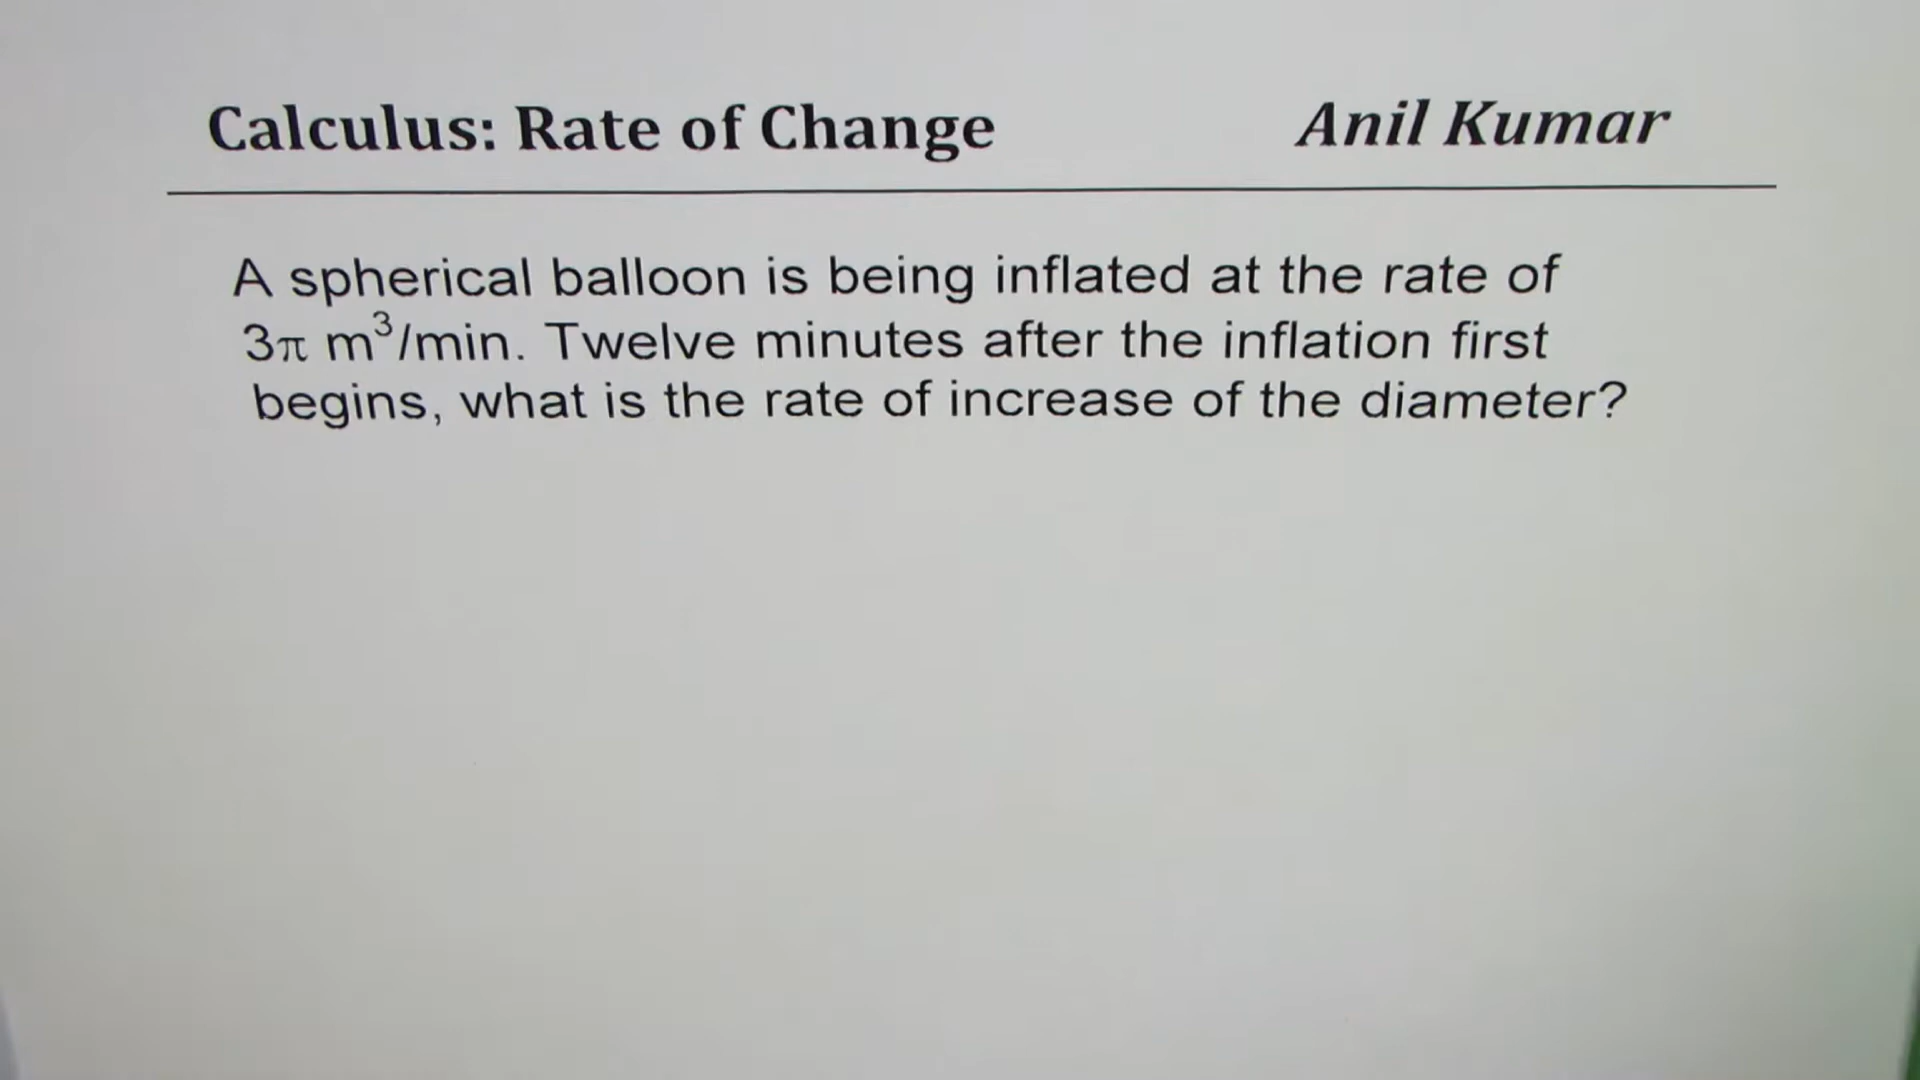 Calculus: Rate of Change Anil Kumar
A spherical balloon is being inflated at the rate of
3π m³/min. Twelve minutes after the inflation first
begins, what is the rate of increase of the diameter?